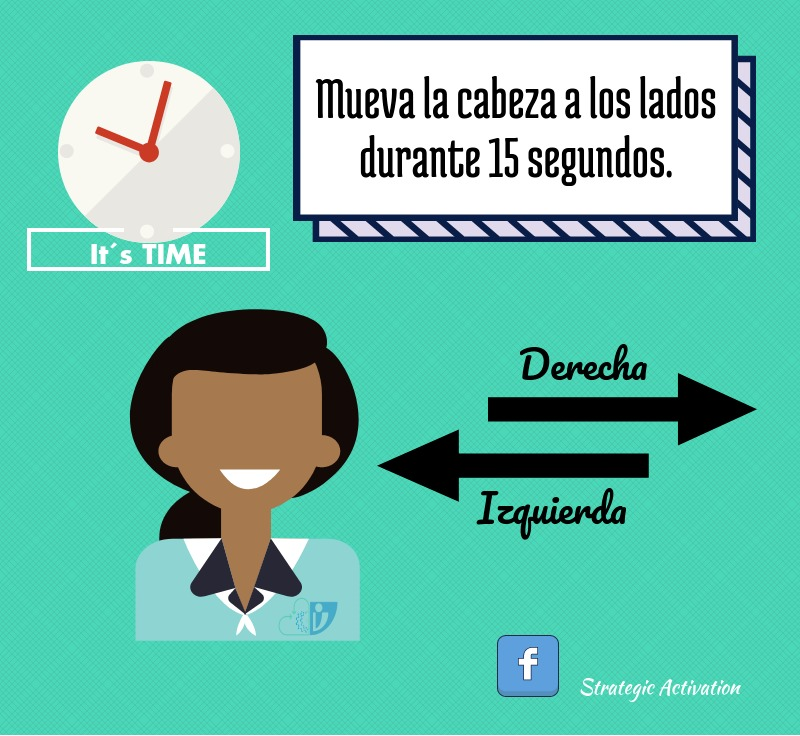 Mueva la cabeza a los lados
durante 15 segundos.
It´s TIME
Derecha
Izquierda
f
Strategic Activation